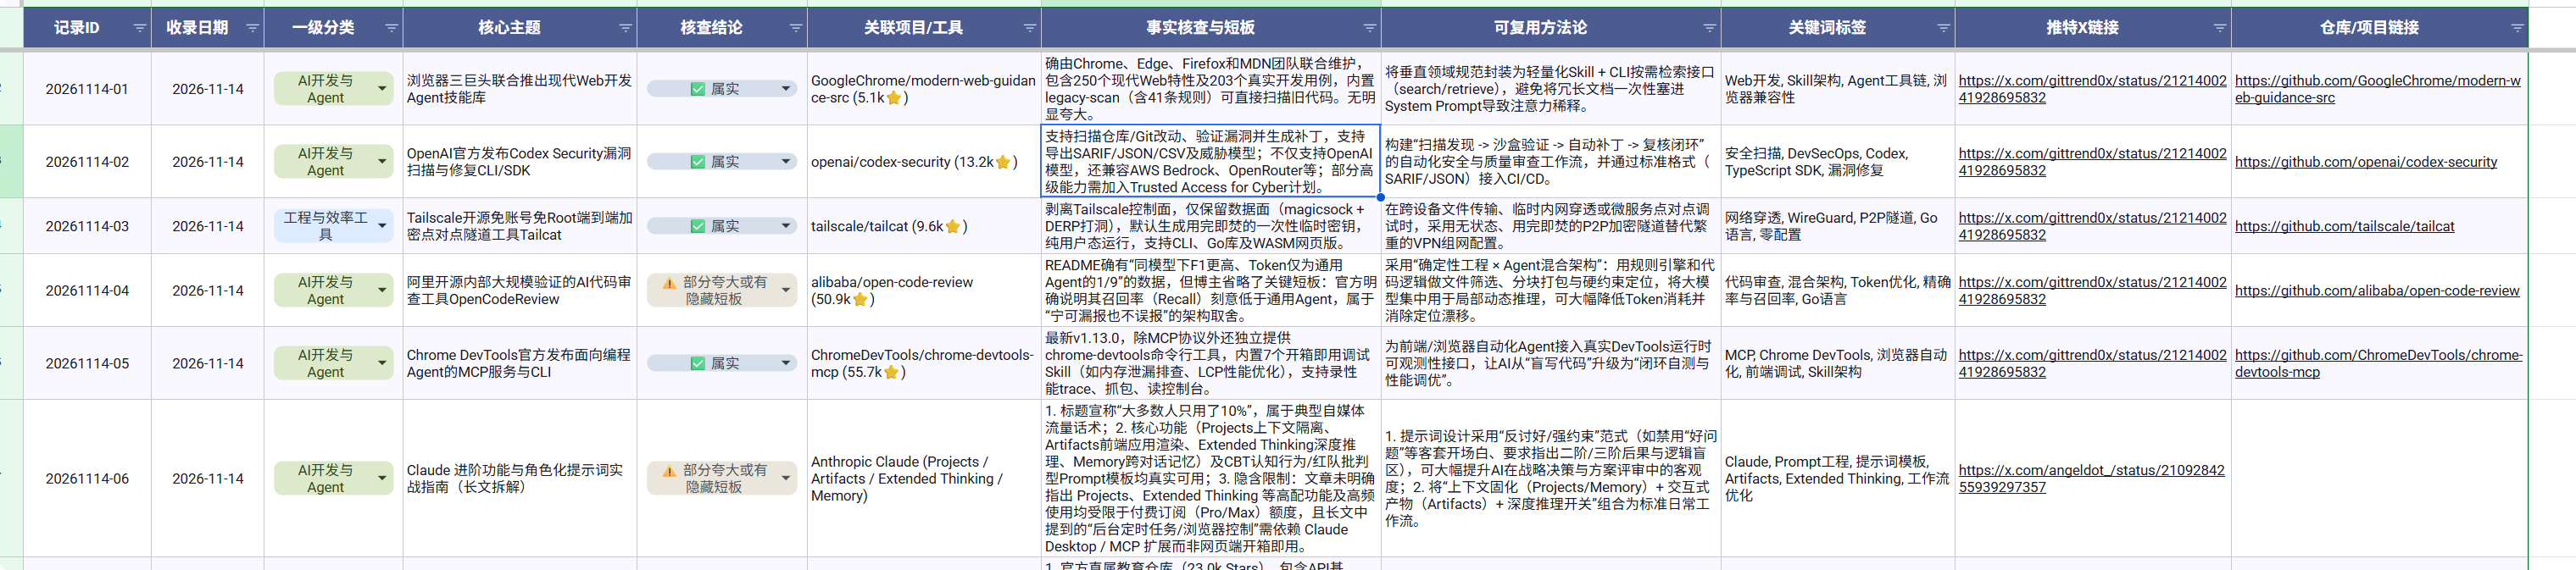 记录ID 收录日期 一级分类 核心主题 核查结论 关联项目/工具 事实核查与短板 可复用方法论 关键词标签 推特X链接 仓库/项目链接
20261114-01
2026-11-14
AI开发与
Agent
浏览器三巨头联合推出现代Web开发
Agent技能库
✅ 属实
GoogleChrome/modern-web-guidan
ce-src (5.1k⭐)
确由Chrome、Edge、Firefox和MDN团队联合维护，
包含250个现代Web特性及203个真实开发用例，内置
legacy-scan（含41条规则）可直接扫描旧代码。无明
显夸大。
将垂直领域规范封装为轻量化Skill + CLI按需检索接口
（search/retrieve），避免将冗长文档一次性塞进
System Prompt导致注意力稀释。
Web开发, Skill架构, Agent工具链, 浏
览器兼容性
https://x.com/gittrend0x/status/21214002
41928695832
https://github.com/GoogleChrome/modern-w
eb-guidance-src
20261114-02
2026-11-14
AI开发与
Agent
OpenAI官方发布Codex Security漏洞
扫描与修复CLI/SDK
✅ 属实
openai/codex-security (13.2k⭐)
支持扫描仓库/Git改动、验证漏洞并生成补丁，支持
导出SARIF/JSON/CSV及威胁模型；不仅支持OpenAI
模型，还兼容AWS Bedrock、OpenRouter等；部分高
级能力需加入Trusted Access for Cyber计划。
构建“扫描发现 -> 沙盒验证 -> 自动补丁 -> 复核闭环”
的自动化安全与质量审查工作流，并通过标准格式（
SARIF/JSON）接入CI/CD。
安全扫描, DevSecOps, Codex,
TypeScript SDK, 漏洞修复
https://x.com/gittrend0x/status/21214002
41928695832
https://github.com/openai/codex-security
20261114-03
2026-11-14
工程与效率工
具
Tailscale开源免账号免Root端到端加
密点对点隧道工具Tailcat
✅ 属实
tailscale/tailcat (9.6k⭐)
剥离Tailscale控制面，仅保留数据面（magicsock +
DERP打洞），默认生成用完即焚的一次性临时密钥，
纯用户态运行，支持CLI、Go库及WASM网页版。
在跨设备文件传输、临时内网穿透或微服务点对点调
试时，采用无状态、用完即焚的P2P加密隧道替代繁
重的VPN组网配置。
网络穿透, WireGuard, P2P隧道, Go
语言, 零配置
https://x.com/gittrend0x/status/21214002
41928695832
https://github.com/tailscale/tailcat
20261114-04
2026-11-14
AI开发与
Agent
阿里开源内部大规模验证的AI代码审
查工具OpenCodeReview
⚠️ 部分夸大或有
隐藏短板
alibaba/open-code-review
(50.9k⭐)
README确有“同模型下F1更高、Token仅为通用
Agent的1/9”的数据，但博主省略了关键短板：官方明
确说明其召回率（Recall）刻意低于通用Agent，属于
“宁可漏报也不误报”的架构取舍。
采用“确定性工程 × Agent混合架构”：用规则引擎和代
码逻辑做文件筛选、分块打包与硬约束定位，将大模
型集中用于局部动态推理，可大幅降低Token消耗并
消除定位漂移。
代码审查, 混合架构, Token优化, 精确
率与召回率, Go语言
https://x.com/gittrend0x/status/21214002
41928695832
https://github.com/alibaba/open-code-review
20261114-05
2026-11-14
AI开发与
Agent
Chrome DevTools官方发布面向编程
Agent的MCP服务与CLI
✅ 属实
ChromeDevTools/chrome-devtools-
mcp (55.7k⭐)
最新v1.13.0，除MCP协议外还独立提供
chrome-devtools命令行工具，内置7个开箱即用调试
Skill（如内存泄漏排查、LCP性能优化），支持录性
能trace、抓包、读控制台。
为前端/浏览器自动化Agent接入真实DevTools运行时
可观测性接口，让AI从“盲写代码”升级为“闭环自测与
性能调优”。
MCP, Chrome DevTools, 浏览器自动
化, 前端调试, Skill架构
https://x.com/gittrend0x/status/21214002
41928695832
https://github.com/ChromeDevTools/chrome-
devtools-mcp
20261114-06
2026-11-14
AI开发与
Agent
Claude 进阶功能与角色化提示词实
战指南（长文拆解）
⚠️ 部分夸大或有
隐藏短板
Anthropic Claude (Projects /
Artifacts / Extended Thinking /
Memory)
1. 标题宣称“大多数人只用了10%”，属于典型自媒体
流量话术；2. 核心功能（Projects上下文隔离、
Artifacts前端应用渲染、Extended Thinking深度推
理、Memory跨对话记忆）及CBT认知行为/红队批判
型Prompt模板均真实可用；3. 隐含限制：文章未明确
指出 Projects、Extended Thinking 等高配功能及高频
使用均受限于付费订阅（Pro/Max）额度，且长文中
提到的“后台定时任务/浏览器控制”需依赖 Claude
Desktop / MCP 扩展而非网页端开箱即用。
1. 提示词设计采用“反讨好/强约束”范式（如禁用“好问
题”等客套开场白、要求指出二阶/三阶后果与逻辑盲
区），可大幅提升AI在战略决策与方案评审中的客观
度；2. 将“上下文固化（Projects/Memory）+ 交互式
产物（Artifacts）+ 深度推理开关”组合为标准日常工
作流。
Claude, Prompt工程, 提示词模板,
Artifacts, Extended Thinking, 工作流
优化
https://x.com/angeldot_/status/21092842
55939297357
1. 官方直属教育仓库（23.0k Stars），包含API基